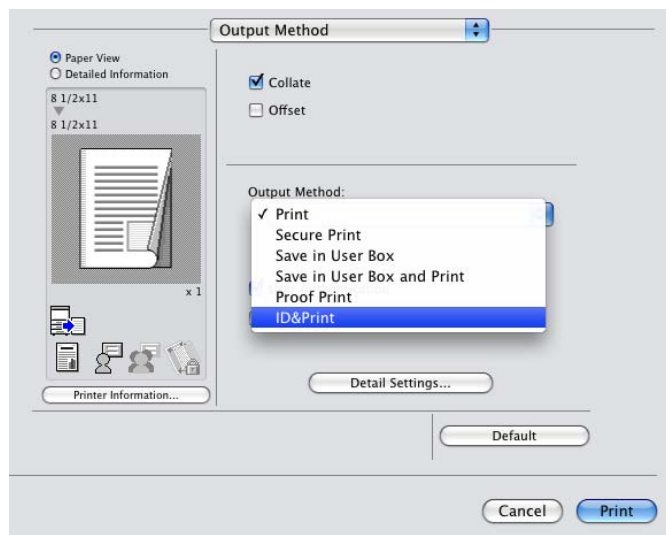 Output Method
Paper View
Detailed Information
8 1/2x11
8 1/2x11
x 1
Printer Information...
Collate
Offset
Output Method:
✓ Print
Secure Print
Save in User Box
Save in User Box and Print
Proof Print
ID&Print
Detail Settings...
Default
Cancel
Print